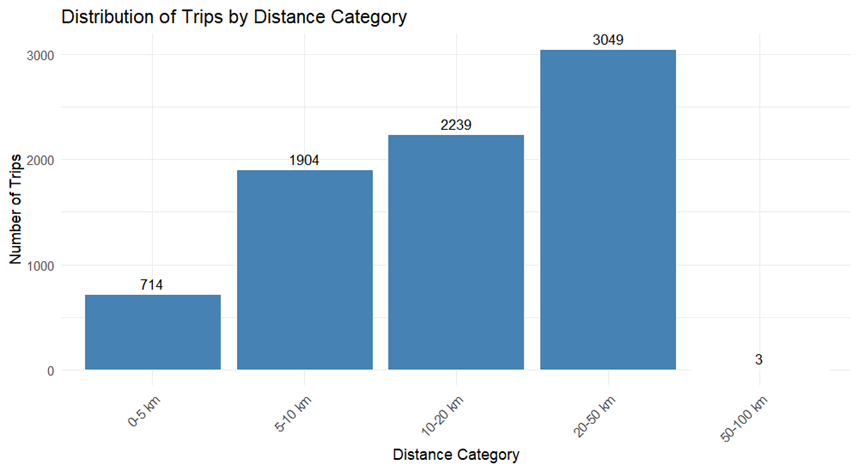 Distribution of Trips by Distance Category
Number of Trips
3000
2000
1000
0
714
1904
2239
3049
3
0-5 km
5-10 km
10-20 km
20-50 km
50-100 km
Distance Category